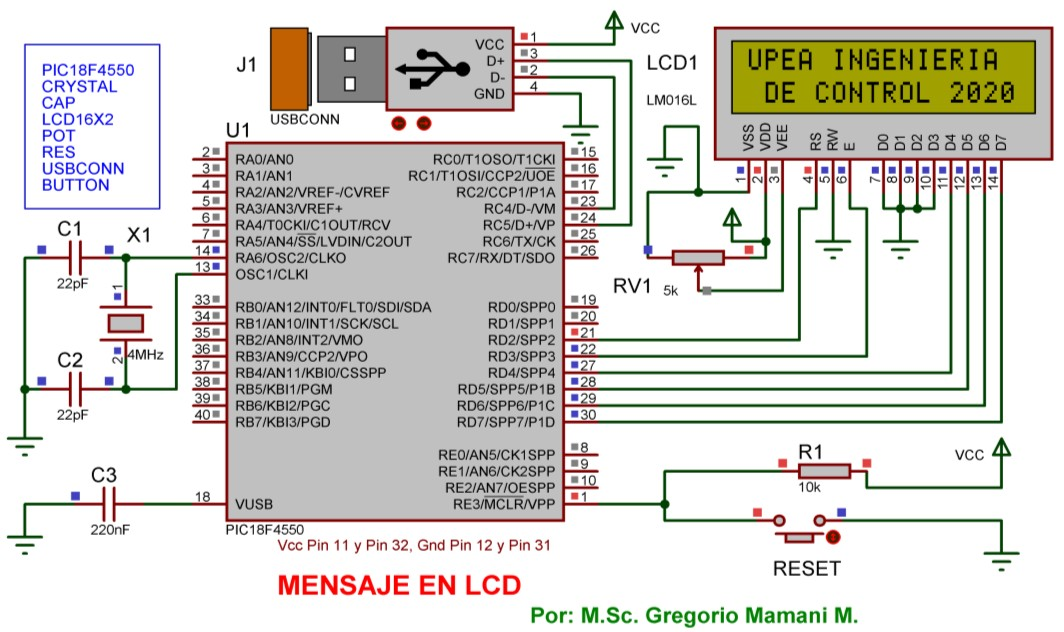 PIC18F4550
CRYSTAL
CAP
LCD16X2
POT
RES
USBCONN
BUTTON
J1
USBCONN
VCC 1
D+ 3
D- 2
GND 4
VCC
LCD1
LM016L
UPEA INGENIERIA
DE CONTROL 2020
VSS VDD VEE RS RW E D0 D1 D2 D3 D4 D5 D6 D7
1 2 3 4 5 6 7 8 9 10 11 12 13 14
U1
2 RA0/AN0
3 RA1/AN1
4 RA2/AN2/VREF-/CVREF
5 RA3/AN3/VREF+
6 RA4/T0CKI/C1OUT/RCV
7 RA5/AN4/SS/LVDIN/C2OUT
14 RA6/OSC2/CLKO
13 OSC1/CLKI
33 RB0/AN12/INT0/FLT0/SDI/SDA
34 RB1/AN10/INT1/SCK/SCL
35 RB2/AN8/INT2/VMO
36 RB3/AN9/CCP2/VPO
37 RB4/AN11/KBI0/CSSPP
38 RB5/KBI1/PGM
39 RB6/KBI2/PGC
40 RB7/KBI3/PGD
18 VUSB
RC0/T1OSO/T1CKI 15
RC1/T1OSI/CCP2/UOE 16
RC2/CCP1/P1A 17
RC4/D-/VM 23
RC5/D+/VP 24
RC6/TX/CK 25
RC7/RX/DT/SDO 26
RD0/SPP0 19
RD1/SPP1 20
RD2/SPP2 21
RD3/SPP3 22
RD4/SPP4 27
RD5/SPP5/P1B 28
RD6/SPP6/P1C 29
RD7/SPP7/P1D 30
RE0/AN5/CK1SPP 8
RE1/AN6/CK2SPP 9
RE2/AN7/OESPP 10
RE3/MCLR/VPP 1
PIC18F4550
C1
22pF
X1
1
2
4MHz
C2
22pF
C3
220nF
RV1
5k
R1
10k
VCC
RESET
Vcc Pin 11 y Pin 32, Gnd Pin 12 y Pin 31
MENSAJE EN LCD
Por: M.Sc. Gregorio Mamani M.